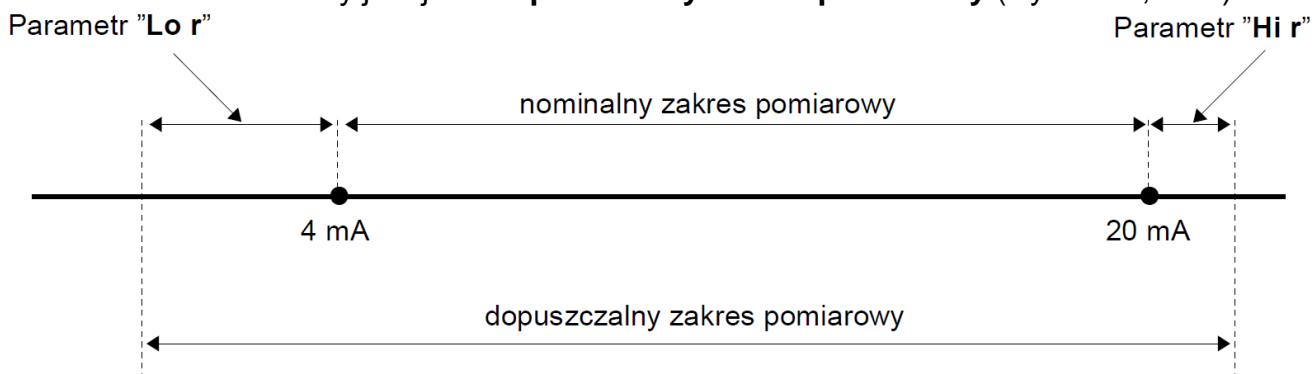 Parametr ”Lo r”
Parametr ”Hi r”
nominalny zakres pomiarowy
4 mA
20 mA
dopuszczalny zakres pomiarowy